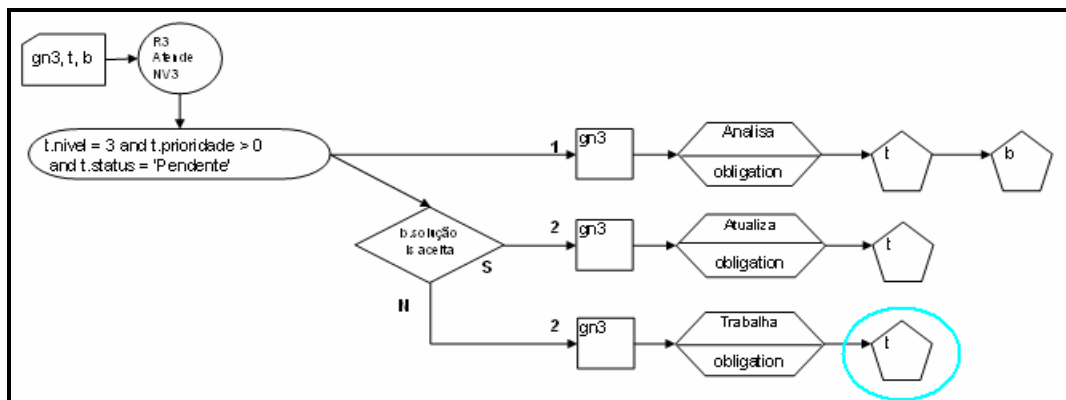 gn3, t, b
R3
Atende
NV3
t.nivel = 3 and t.prioridade > 0
and t.status = 'Pendente'
1
gn3
Analisa
obligation
t
b
b.solução
is aceita
S
2
gn3
Atualiza
obligation
t
N
2
gn3
Trabalha
obligation
t